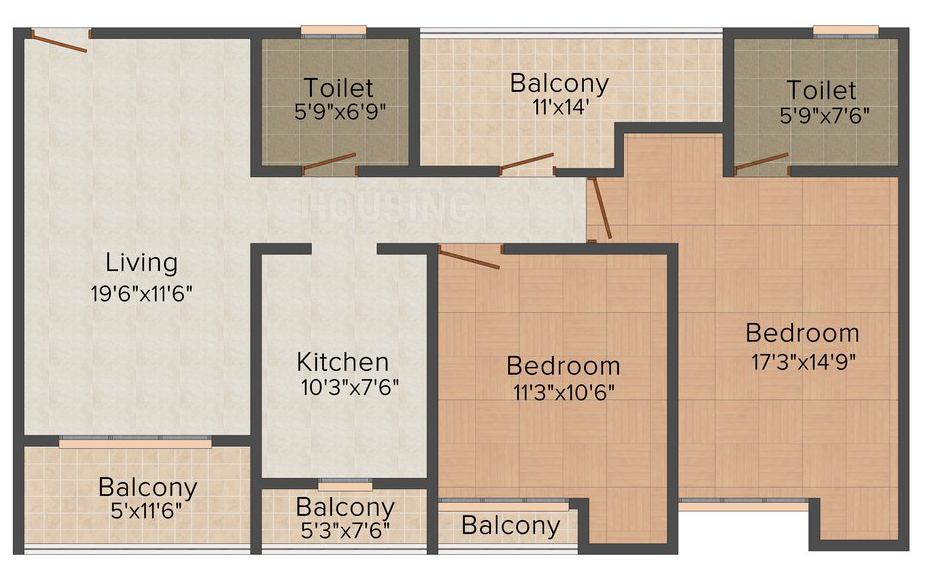 Toilet
5'9"x6'9"
Balcony
11'x14'
Toilet
5'9"x7'6"
HOUSING
Living
19'6"x11'6"
Kitchen
10'3"x7'6"
Bedroom
11'3"x10'6"
Bedroom
17'3"x14'9"
Balcony
5'x11'6"
Balcony
5'3"x7'6"
Balcony